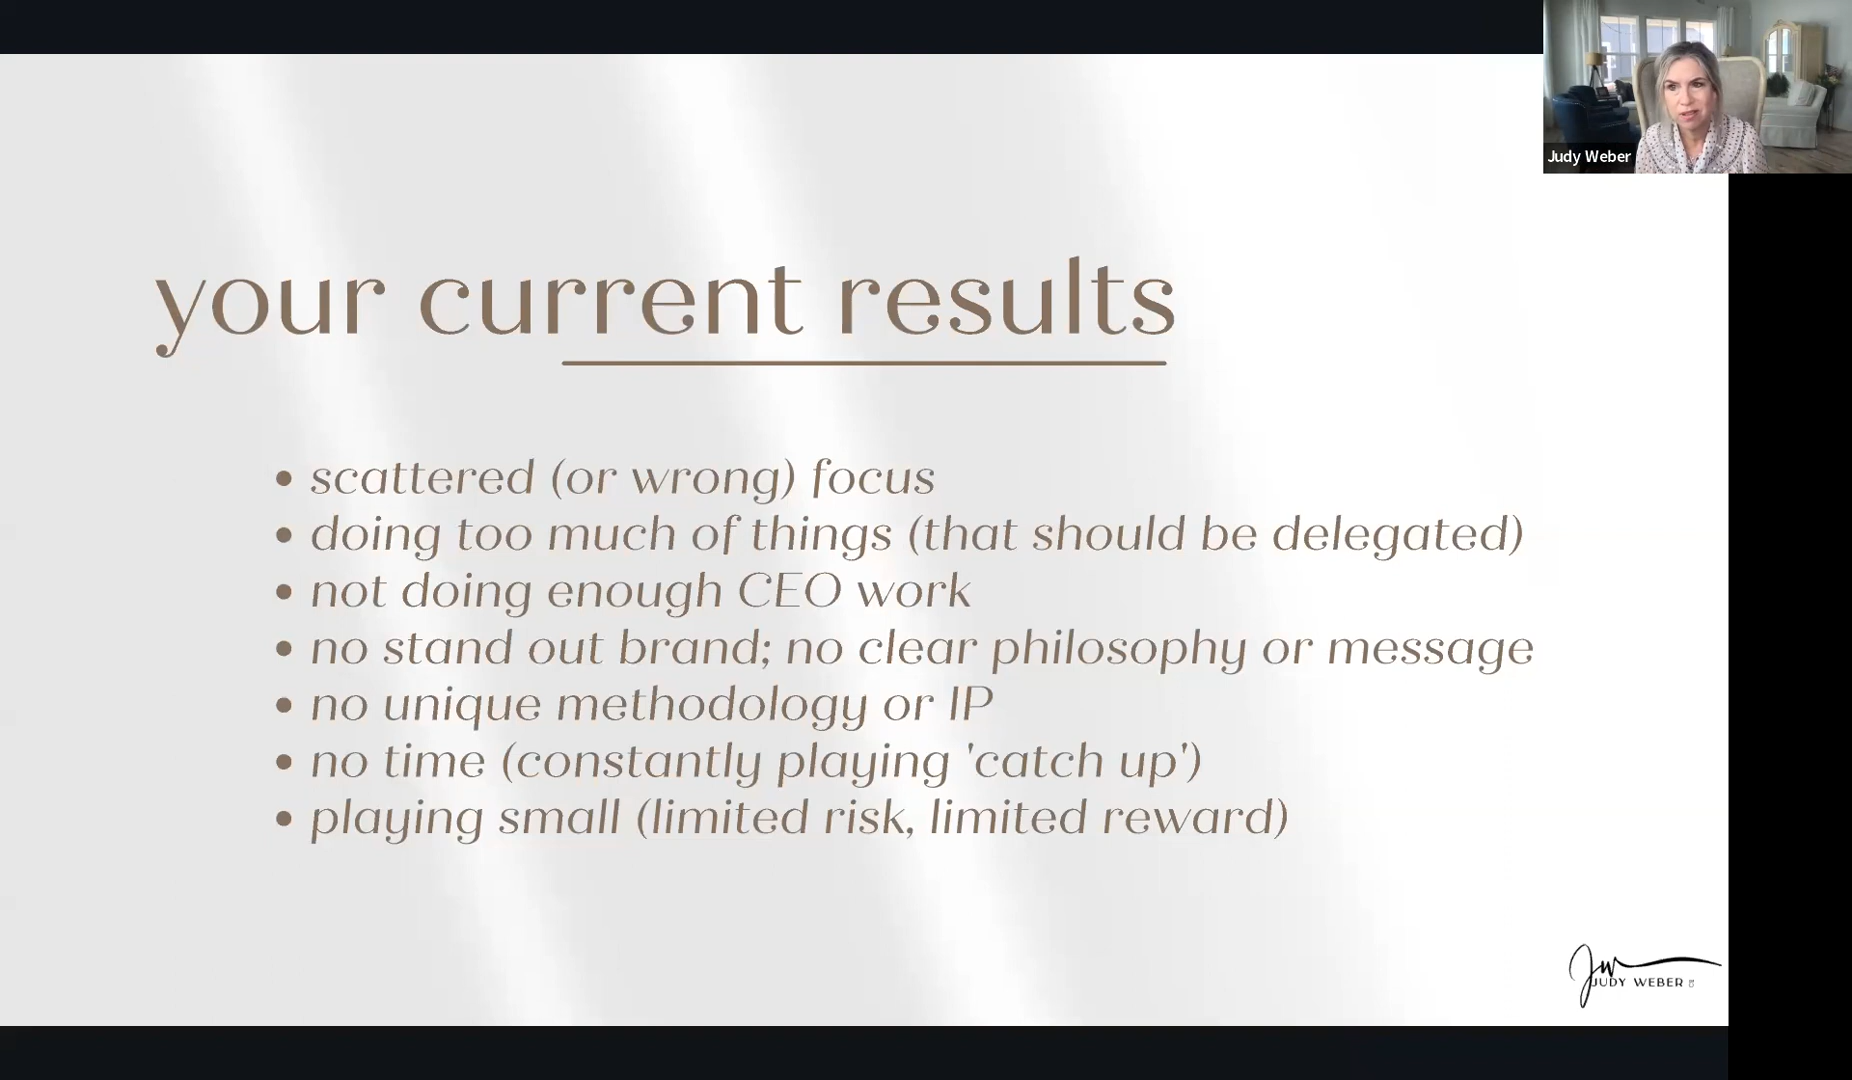 Judy Weber
your current results
• scattered (or wrong) focus
• doing too much of things (that should be delegated)
• not doing enough CEO work
• no stand out brand; no clear philosophy or message
• no unique methodology or IP
• no time (constantly playing 'catch up')
• playing small (limited risk, limited reward)
JW
JUDY WEBER